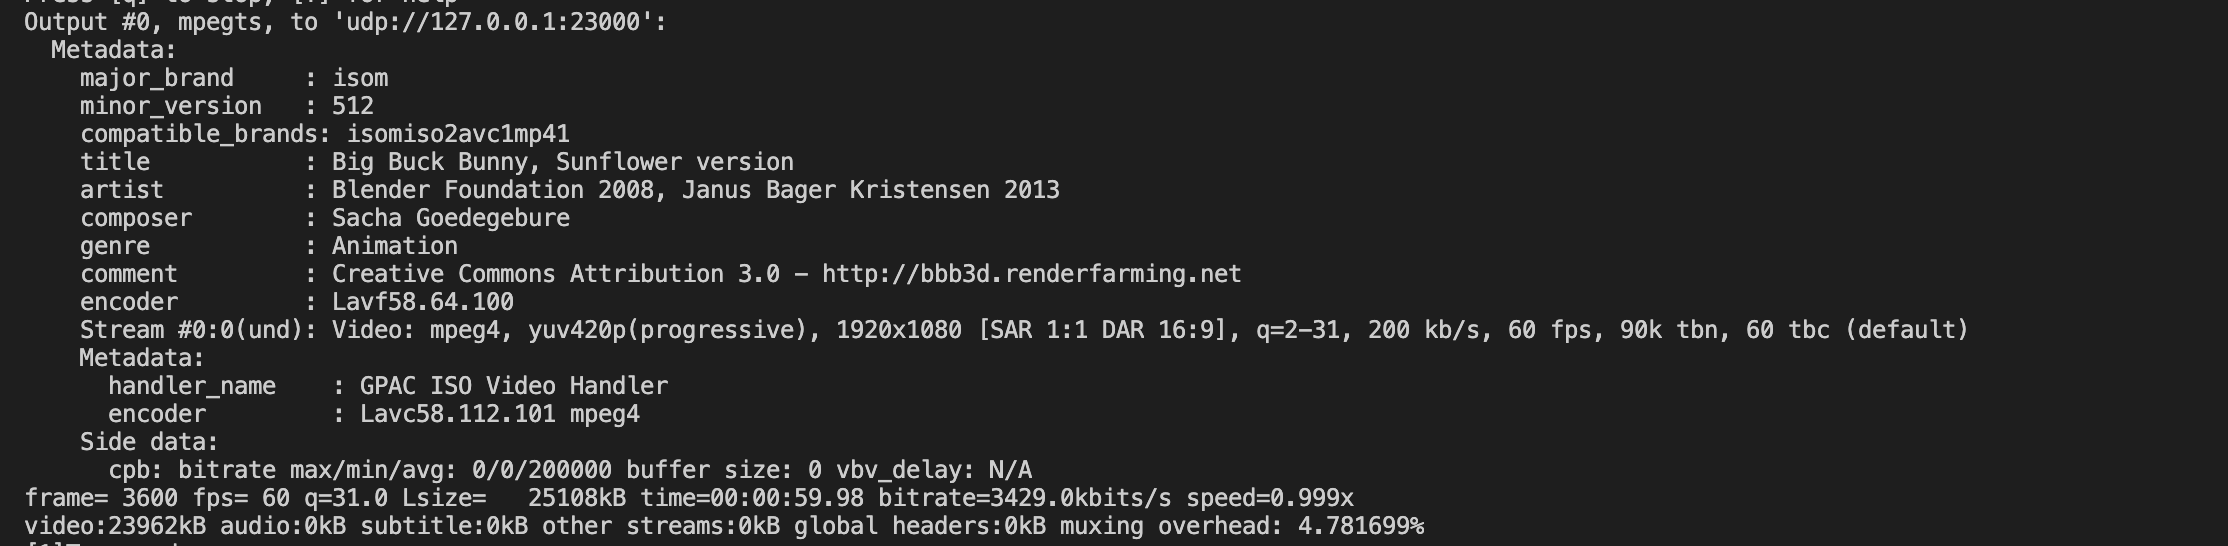 Press [q] to stop, [?] for help
Output #0, mpegts, to 'udp://127.0.0.1:23000':
  Metadata:
    major_brand     : isom
    minor_version   : 512
    compatible_brands: isomiso2avc1mp41
    title           : Big Buck Bunny, Sunflower version
    artist          : Blender Foundation 2008, Janus Bager Kristensen 2013
    composer        : Sacha Goedegebure
    genre           : Animation
    comment         : Creative Commons Attribution 3.0 - http://bbb3d.renderfarming.net
    encoder         : Lavf58.64.100
    Stream #0:0(und): Video: mpeg4, yuv420p(progressive), 1920x1080 [SAR 1:1 DAR 16:9], q=2-31, 200 kb/s, 60 fps, 90k tbn, 60 tbc (default)
    Metadata:
      handler_name    : GPAC ISO Video Handler
      encoder         : Lavc58.112.101 mpeg4
    Side data:
      cpb: bitrate max/min/avg: 0/0/200000 buffer size: 0 vbv_delay: N/A
frame= 3600 fps= 60 q=31.0 Lsize=   25108kB time=00:00:59.98 bitrate=3429.0kbits/s speed=0.999x
video:23962kB audio:0kB subtitle:0kB other streams:0kB global headers:0kB muxing overhead: 4.781699%